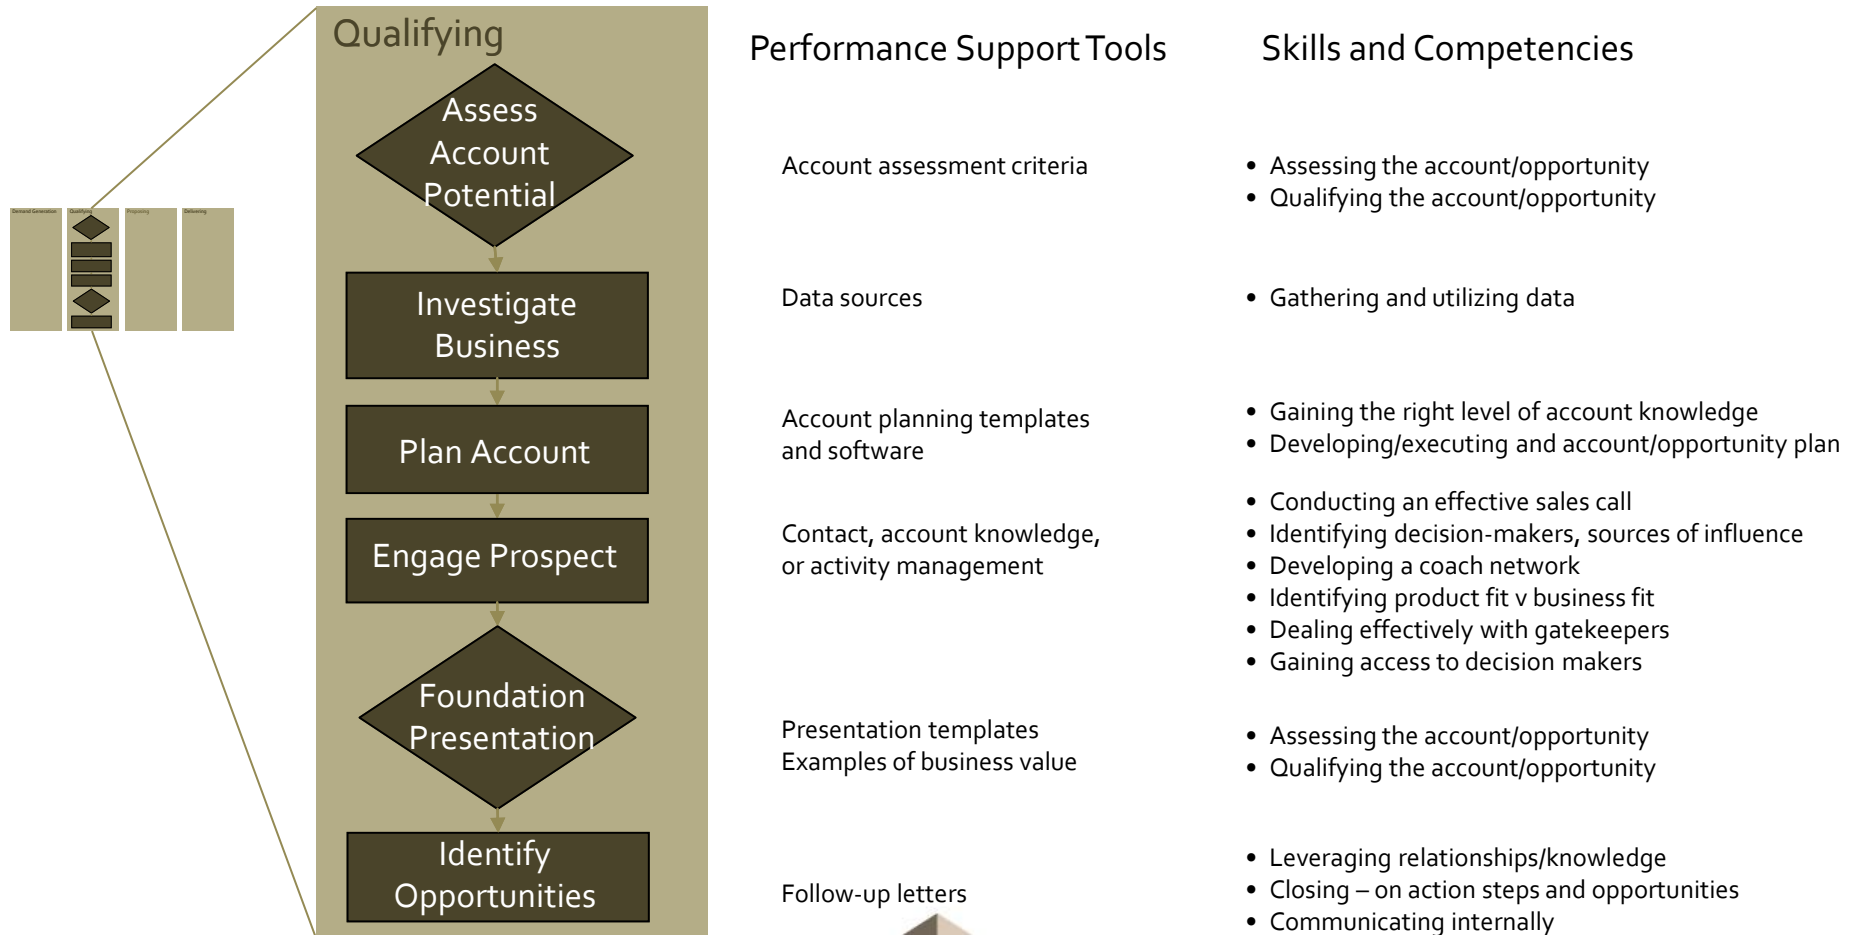 Qualifying
Performance Support Tools
Skills and Competencies
Assess
Account
Potential
Account assessment criteria
• Assessing the account/opportunity
• Qualifying the account/opportunity
Demand Generation
Qualifying
Proposing
Delivering
Investigate
Business
Data sources
• Gathering and utilizing data
Plan Account
Account planning templates
and software
• Gaining the right level of account knowledge
• Developing/executing and account/opportunity plan
Engage Prospect
Contact, account knowledge,
or activity management
• Conducting an effective sales call
• Identifying decision-makers, sources of influence
• Developing a coach network
• Identifying product fit v business fit
• Dealing effectively with gatekeepers
• Gaining access to decision makers
Foundation
Presentation
Presentation templates
Examples of business value
• Assessing the account/opportunity
• Qualifying the account/opportunity
Identify
Opportunities
Follow-up letters
• Leveraging relationships/knowledge
• Closing – on action steps and opportunities
• Communicating internally